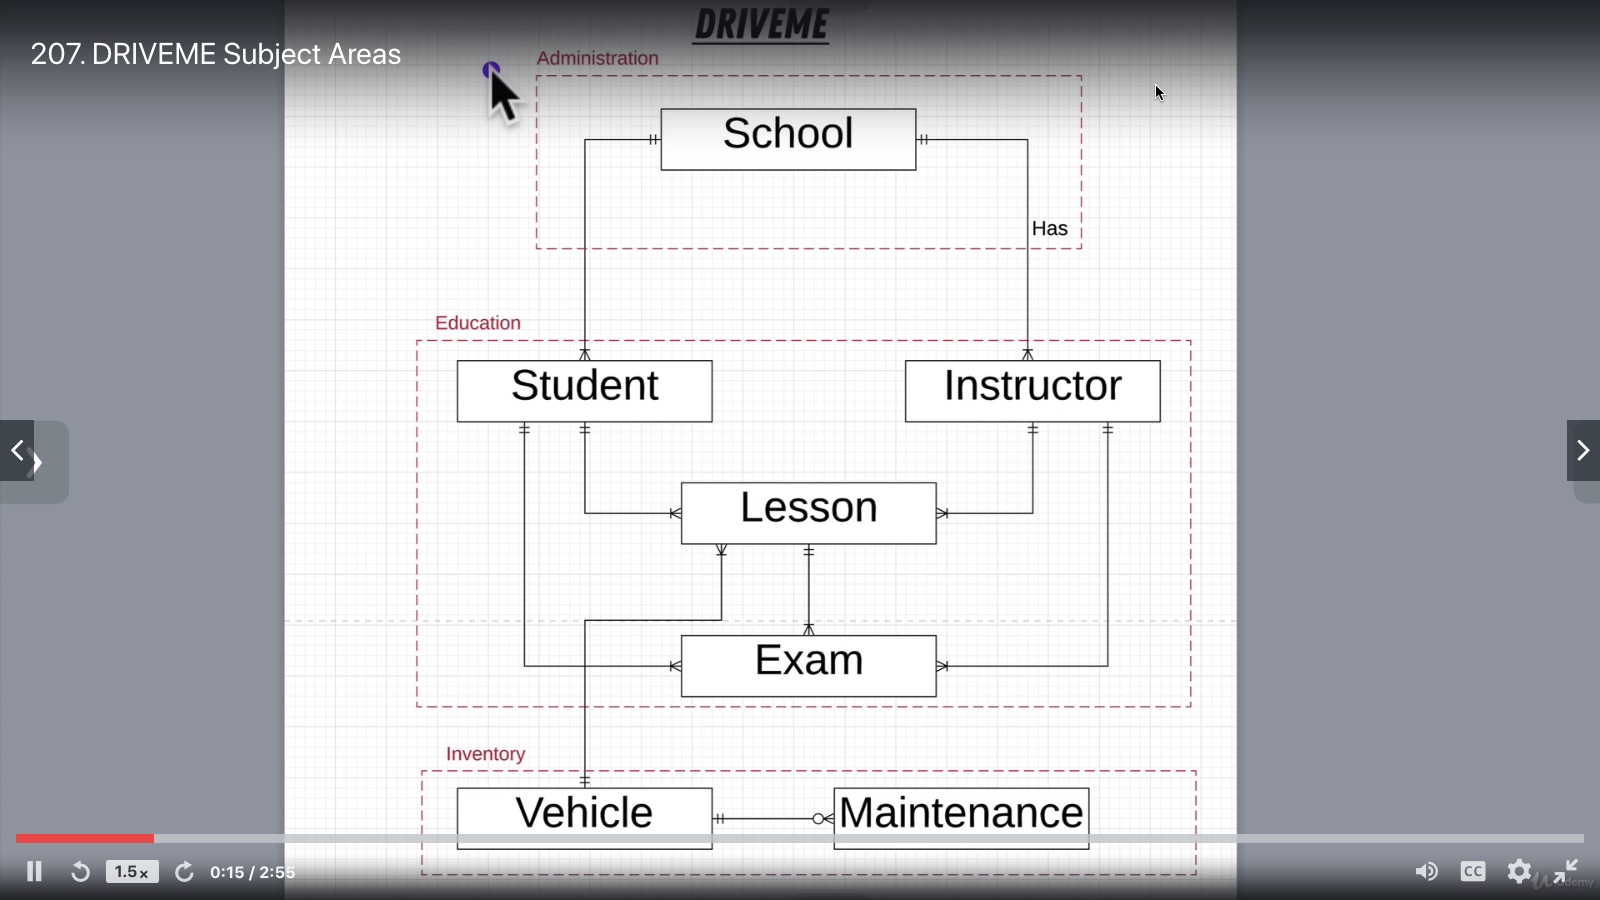 DRIVEME
207. DRIVEME Subject Areas
Administration
School
Has
Education
Student
Instructor
Lesson
Exam
Inventory
Vehicle
Maintenance
1.5x
0:15 / 2:55
CC
Udemy